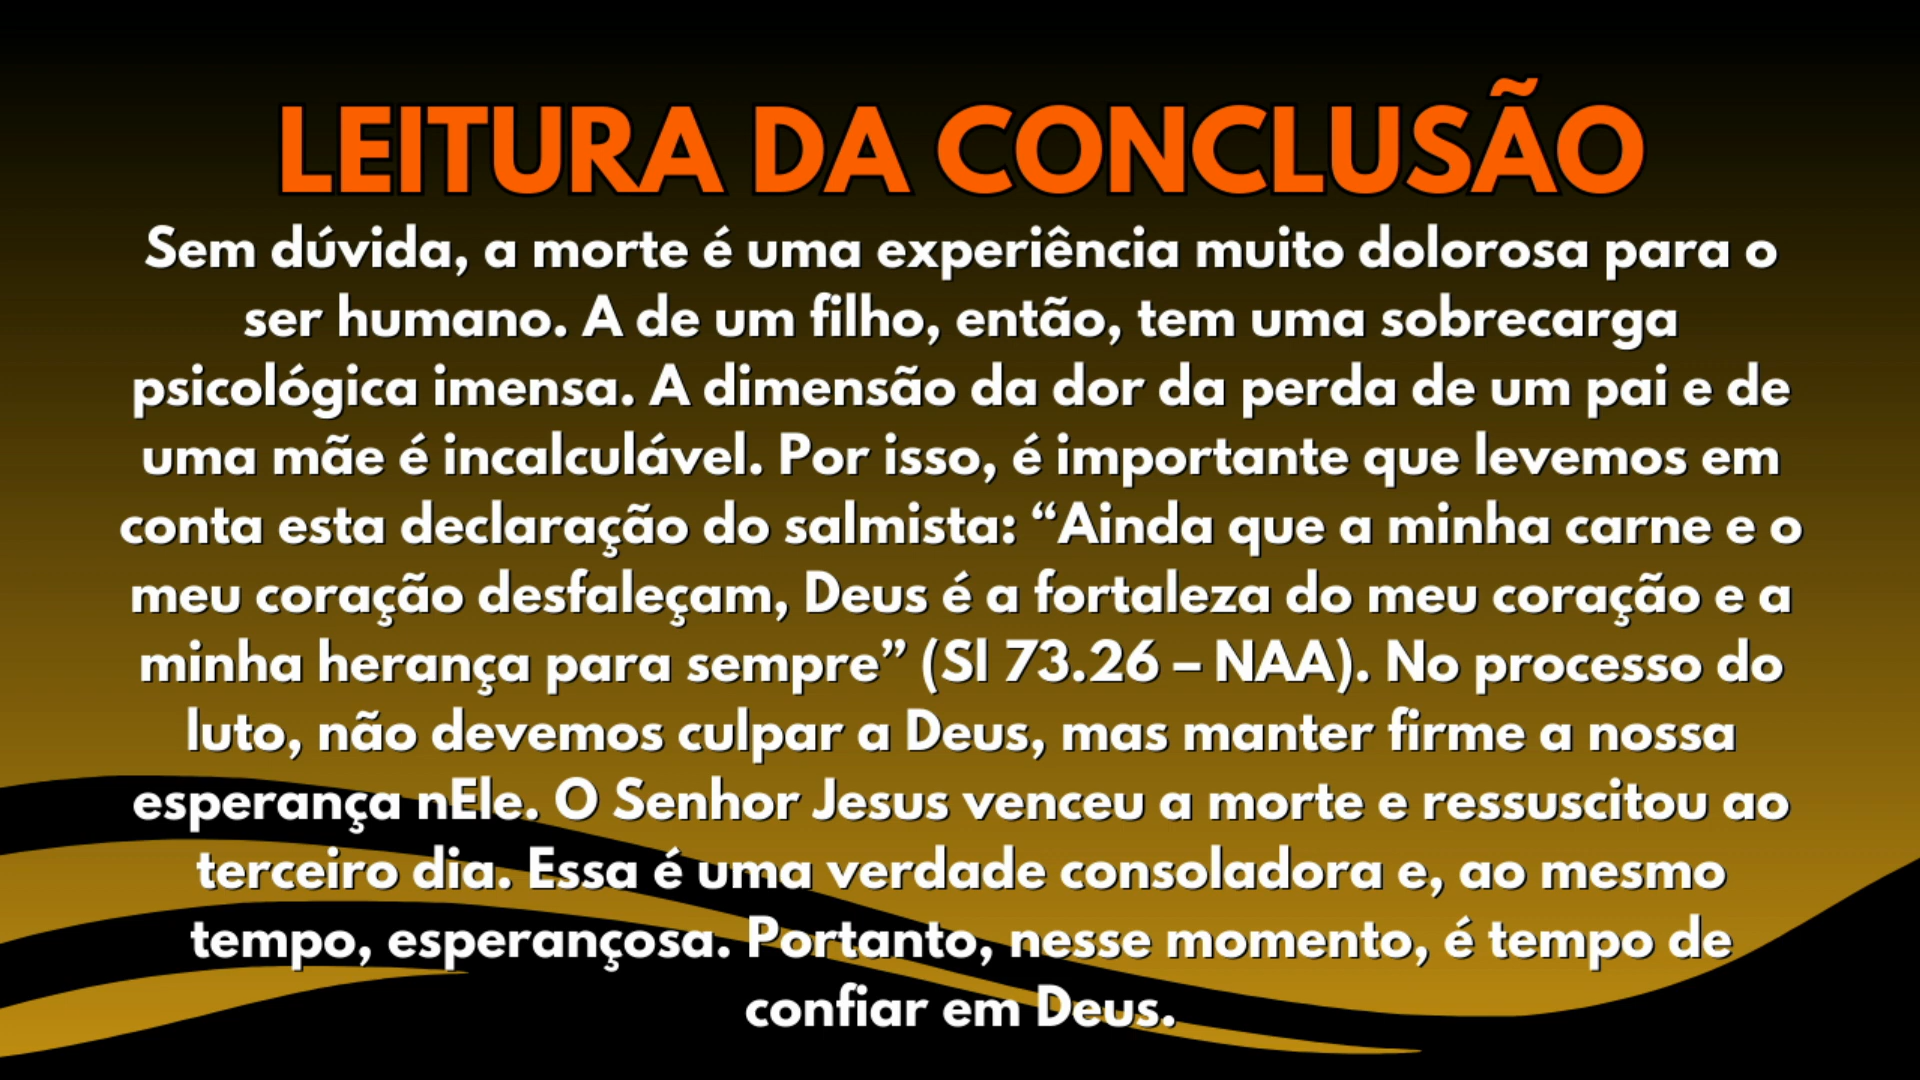 LEITURA DA CONCLUSÃO
Sem dúvida, a morte é uma experiência muito dolorosa para o
ser humano. A de um filho, então, tem uma sobrecarga
psicológica imensa. A dimensão da dor da perda de um pai e de
uma mãe é incalculável. Por isso, é importante que levemos em
conta esta declaração do salmista: “Ainda que a minha carne e o
meu coração desfaleçam, Deus é a fortaleza do meu coração e a
minha herança para sempre” (Sl 73.26 – NAA). No processo do
luto, não devemos culpar a Deus, mas manter firme a nossa
esperança nEle. O Senhor Jesus venceu a morte e ressuscitou ao
terceiro dia. Essa é uma verdade consoladora e, ao mesmo
tempo, esperançosa. Portanto, nesse momento, é tempo de
confiar em Deus.